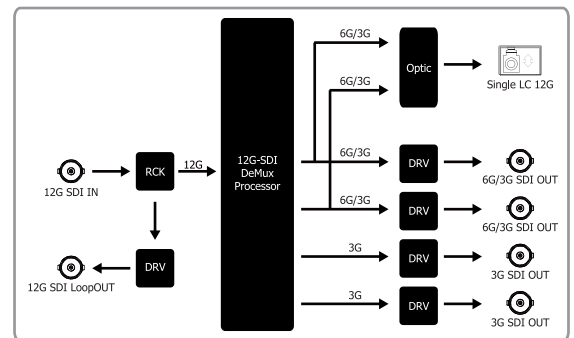 6G/3G
Optic
Single LC 12G
6G/3G
12G SDI IN
RCK
12G
12G-SDI
DeMux
Processor
6G/3G
DRV
6G/3G SDI OUT
6G/3G
DRV
6G/3G SDI OUT
12G SDI LoopOUT
DRV
3G
DRV
3G SDI OUT
3G
DRV
3G SDI OUT